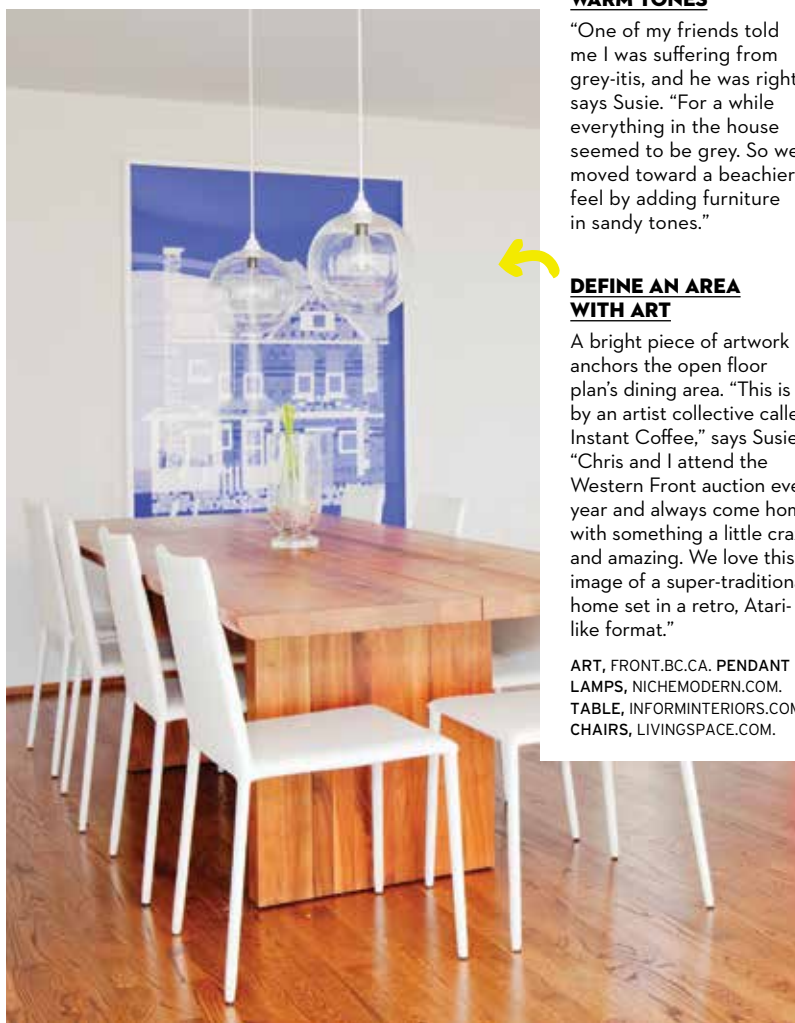 WARM TONES
“One of my friends told
me I was suffering from
grey-itis, and he was right
says Susie. “For a while
everything in the house
seemed to be grey. So we
moved toward a beachier
feel by adding furniture
in sandy tones.”
DEFINE AN AREA
WITH ART
A bright piece of artwork
anchors the open floor
plan’s dining area. “This is
by an artist collective
Instant Coffee,” says Susie
“Chris and I attend the
Western Front auction
year and always come
with something a little
and amazing. We love this
image of a
home set in a retro, Atari-
like format.”
ART, FRONT.BC.CA. PENDANT
LAMPS, NICHEMODERN.COM.
TABLE, INFORMINTERIORS.COM
CHAIRS, LIVINGSPACE.COM.